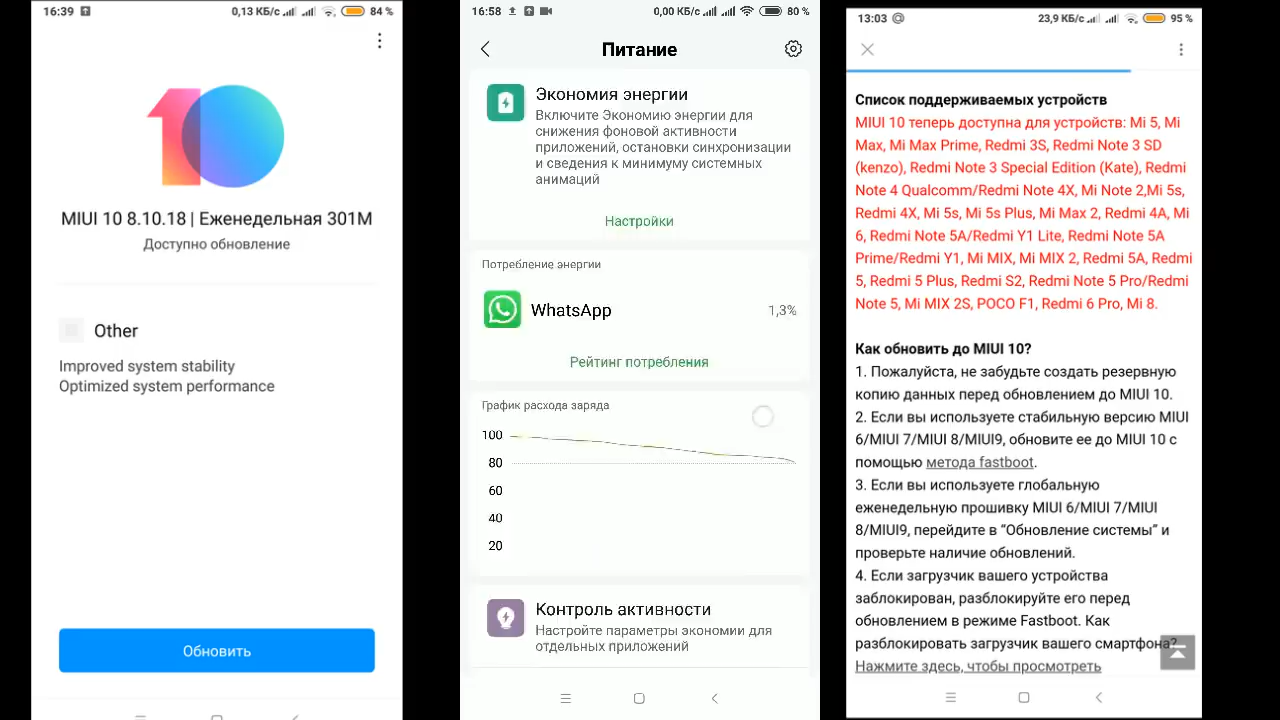 16:39
0,13 КБ/с
84 %
10
MIUI 10 8.10.18 | Еженедельная 301M
Доступно обновление
Other
Improved system stability
Optimized system performance
Обновить
16:58
0,00 КБ/с
80 %
Питание
Экономия энергии
Включите Экономию энергии для
снижения фоновой активности
приложений, остановки синхронизации
и сведения к минимуму системных
анимаций
Настройки
Потребление энергии
WhatsApp
1,3%
Рейтинг потребления
График расхода заряда
100
80
60
40
20
Контроль активности
Настройте параметры экономии для
отдельных приложений
13:03 @
23,9 КБ/с
95 %
Список поддерживаемых устройств
MIUI 10 теперь доступна для устройств: Mi 5, Mi
Max, Mi Max Prime, Redmi 3S, Redmi Note 3 SD
(kenzo), Redmi Note 3 Special Edition (Kate), Redmi
Note 4 Qualcomm/Redmi Note 4X, Mi Note 2,Mi 5s,
Redmi 4X, Mi 5s, Mi 5s Plus, Mi Max 2, Redmi 4A, Mi
6, Redmi Note 5A/Redmi Y1 Lite, Redmi Note 5A
Prime/Redmi Y1, Mi MIX, Mi MIX 2, Redmi 5A, Redmi
5, Redmi 5 Plus, Redmi S2, Redmi Note 5 Pro/Redmi
Note 5, Mi MIX 2S, POCO F1, Redmi 6 Pro, Mi 8.
Как обновить до MIUI 10?
1. Пожалуйста, не забудьте создать резервную
копию данных перед обновлением до MIUI 10.
2. Если вы используете стабильную версию MIUI
6/MIUI 7/MIUI 8/MIUI9, обновите ее до MIUI 10 с
помощью метода fastboot.
3. Если вы используете глобальную
еженедельную прошивку MIUI 6/MIUI 7/MIUI
8/MIUI9, перейдите в “Обновление системы” и
проверьте наличие обновлений.
4. Если загрузчик вашего устройства
заблокирован, разблокируйте его перед
обновлением в режиме Fastboot. Как
разблокировать загрузчик вашего смартфона?
Нажмите здесь, чтобы просмотреть